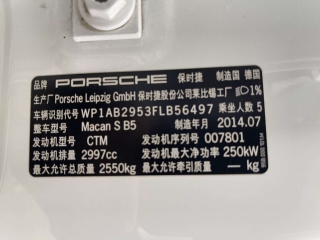 品牌 PORSCHE 保时捷 制造国 德国
生产厂 Porsche Leipzig GmbH 保时捷股份公司莱比锡工厂 1%
车辆识别代号 WP1AB2953FLB56497 乘坐人数 5
整车型号 Macan S B5 制造年月 2014.07
发动机型号 CTM 发动机序号 007801
发动机排量 2997cc 发动机最大净功率 250kW
最大允许总质量 2550kg 最大允许牵引质量 — kg